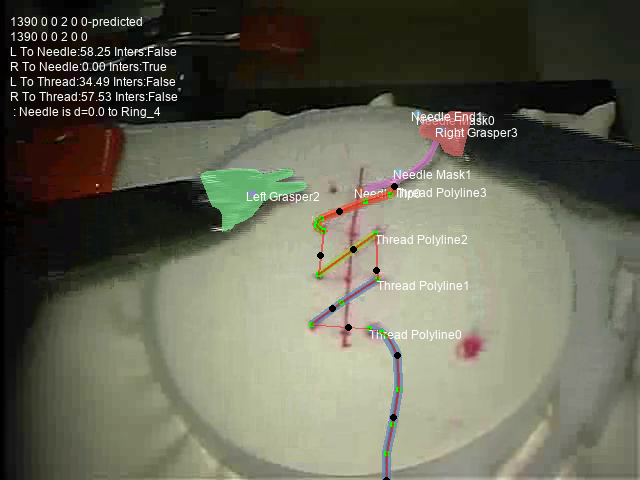 1390 0 0 2 0 0-predicted
1390 0 0 2 0 0
L To Needle:58.25 Inters:False
R To Needle:0.00 Inters:True
L To Thread:34.49 Inters:False
R To Thread:57.53 Inters:False
: Needle is d=0.0 to Ring_4
Needle End1
Needle Mask0
Right Grasper3
Needle Mask1
Left Grasper2
Thread Polyline3
Thread Polyline2
Thread Polyline1
Thread Polyline0